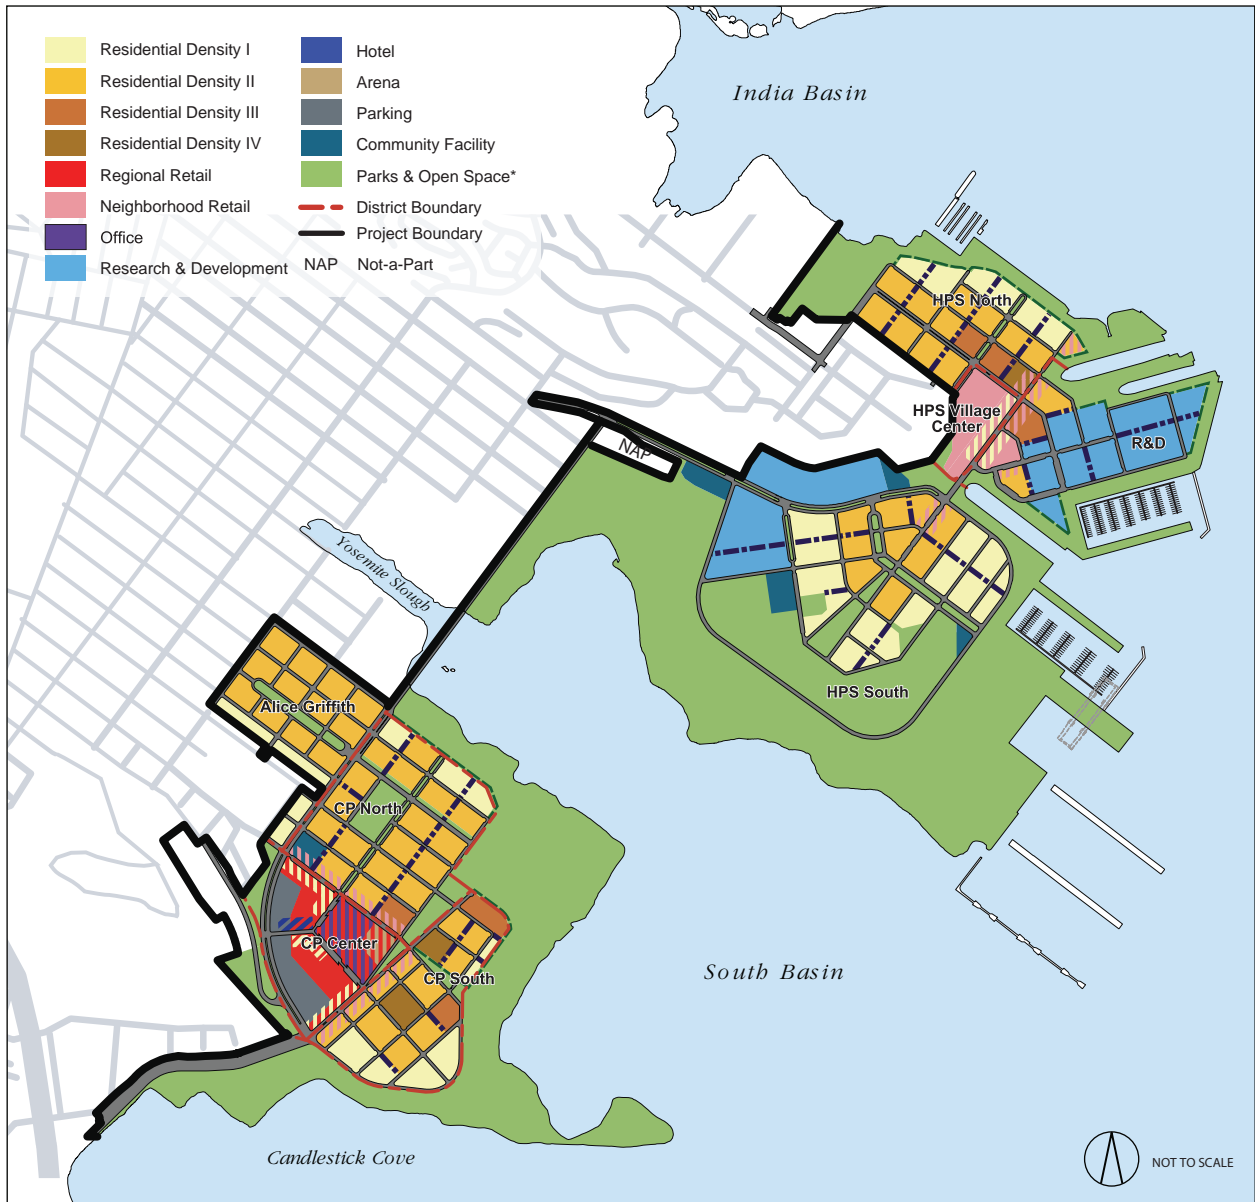 Residential Density I
Residential Density II
Residential Density III
Residential Density IV
Regional Retail
Neighborhood Retail
Office
Research & Development
Hotel
Arena
Parking
Community Facility
Parks & Open Space*
District Boundary
Project Boundary
NAP Not-a-Part
India Basin
HPS North
HPS Village
Center
R&D
NAP
Yosemite Slough
HPS South
Alice Griffith
CP North
CP Center
CP South
South Basin
Candlestick Cove
NOT TO SCALE